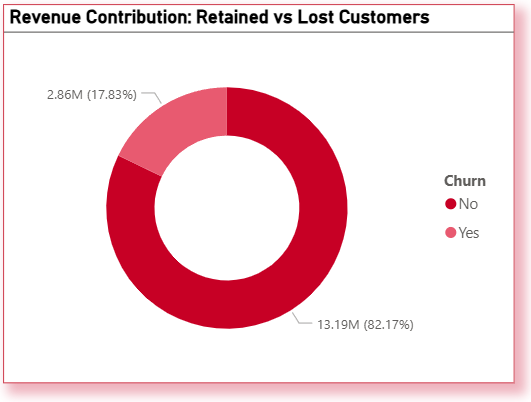 Revenue Contribution: Retained vs Lost Customers
2.86M (17.83%)
Churn
No
Yes
13.19M (82.17%)